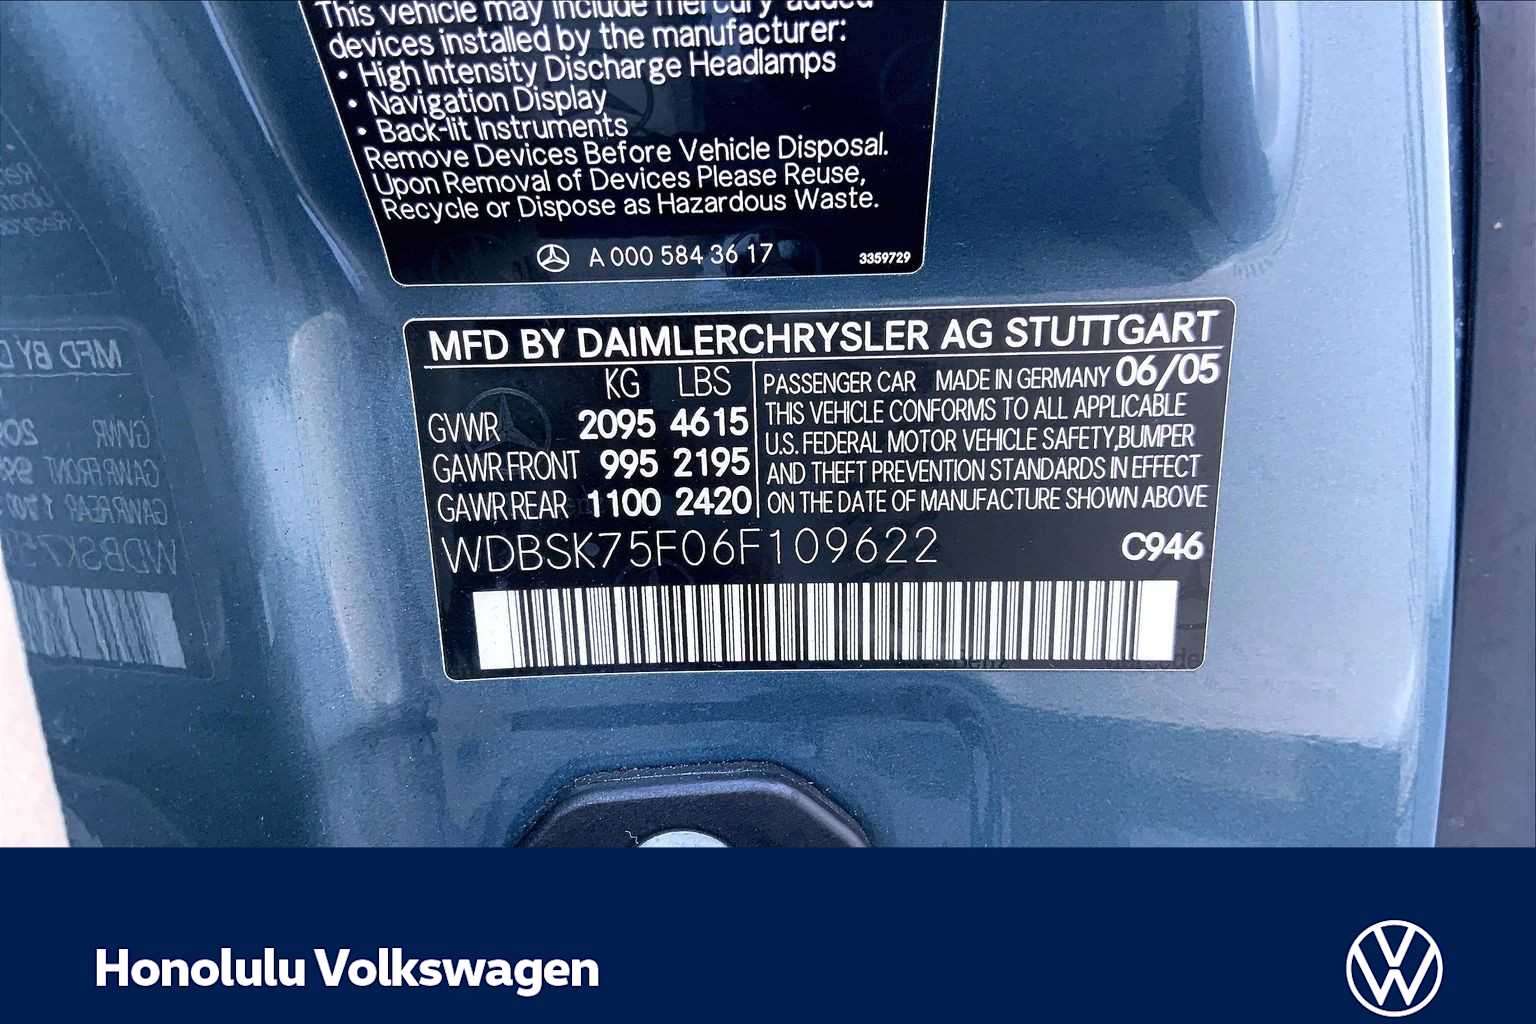 This vehicle may include mercury added
devices installed by the manufacturer:
• High Intensity Discharge Headlamps
• Navigation Display
• Back-lit Instruments
Remove Devices Before Vehicle Disposal.
Upon Removal of Devices Please Reuse,
Recycle or Dispose as Hazardous Waste.
A 000 584 36 17
3359729
MFD BY DAIMLERCHRYSLER AG STUTTGART
KG LBS
GVWR 2095 4615
GAWR FRONT 995 2195
GAWR REAR 1100 2420
PASSENGER CAR MADE IN GERMANY 06/05
THIS VEHICLE CONFORMS TO ALL APPLICABLE
U.S. FEDERAL MOTOR VEHICLE SAFETY,BUMPER
AND THEFT PREVENTION STANDARDS IN EFFECT
ON THE DATE OF MANUFACTURE SHOWN ABOVE
WDBSK75F06F109622
C946
Honolulu Volkswagen